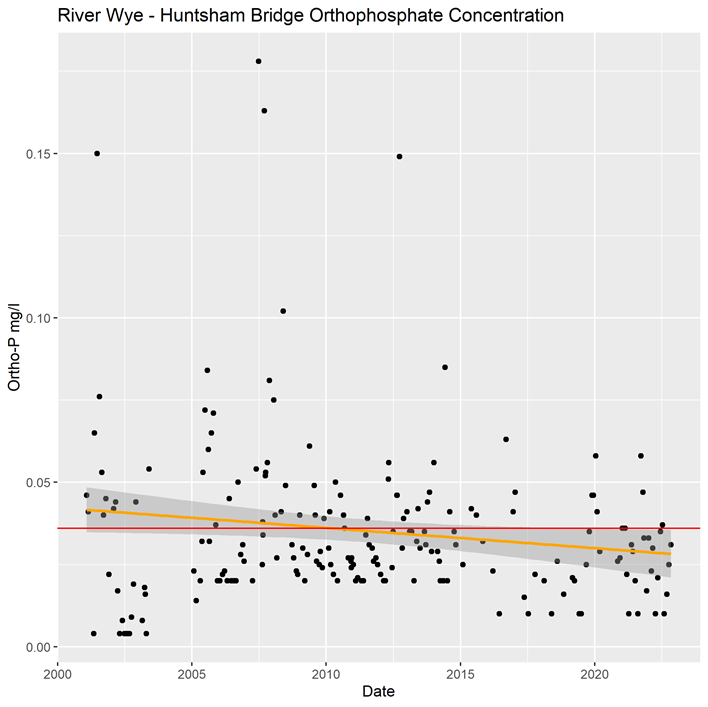 River Wye - Huntsham Bridge Orthophosphate Concentration
Ortho-P mg/l
0.15
0.10
0.05
0.00
2000 2005 2010 2015 2020
Date